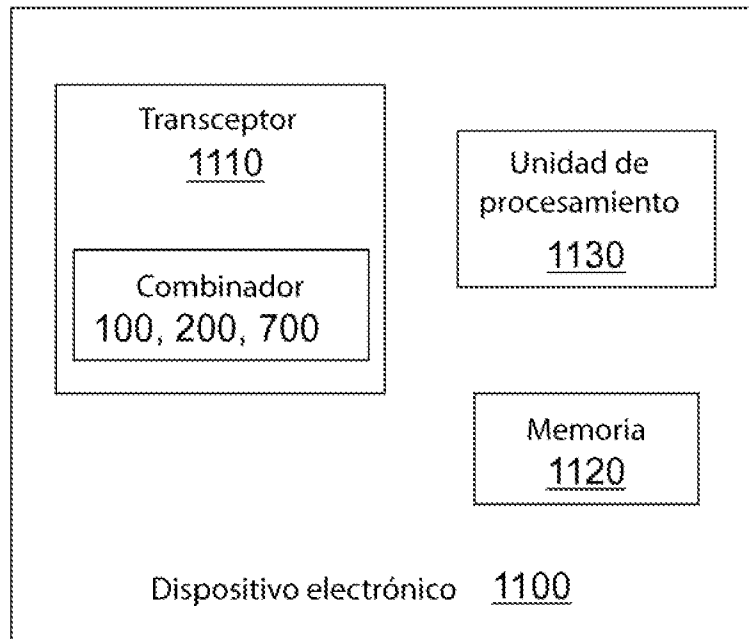 Transceptor
1110
Combinador
100, 200, 700
Unidad de
procesamiento
1130
Memoria
1120
Dispositivo electrónico 1100